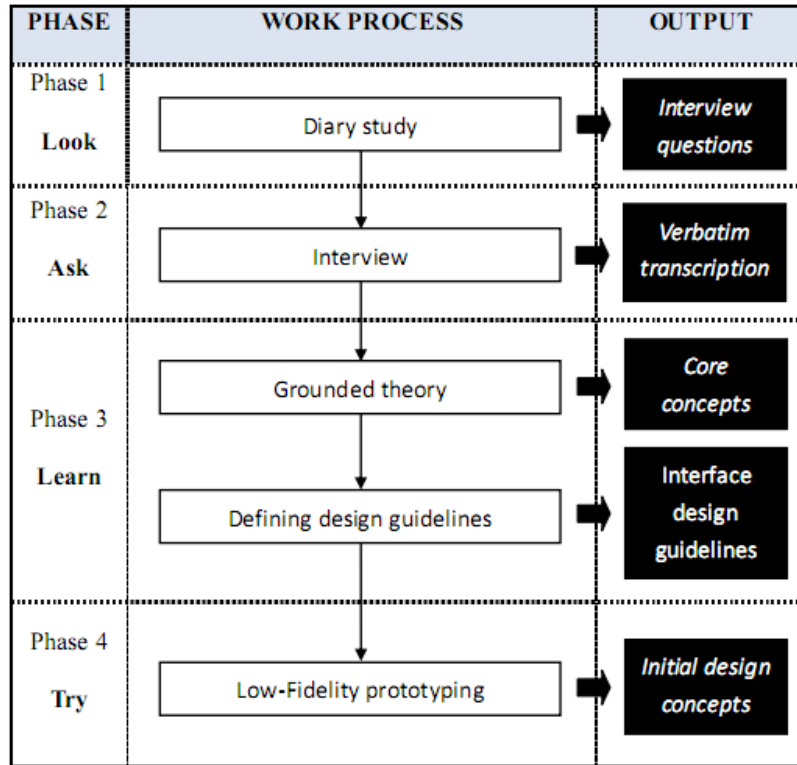 PHASE
WORK PROCESS
OUTPUT
Phase 1
Look
Diary study
Interview
questions
Phase 2
Ask
Interview
Verbatim
transcription
Phase 3
Learn
Grounded theory
Core
concepts
Defining design guidelines
Interface
design
guidelines
Phase 4
Try
Low-Fidelity prototyping
Initial design
concepts